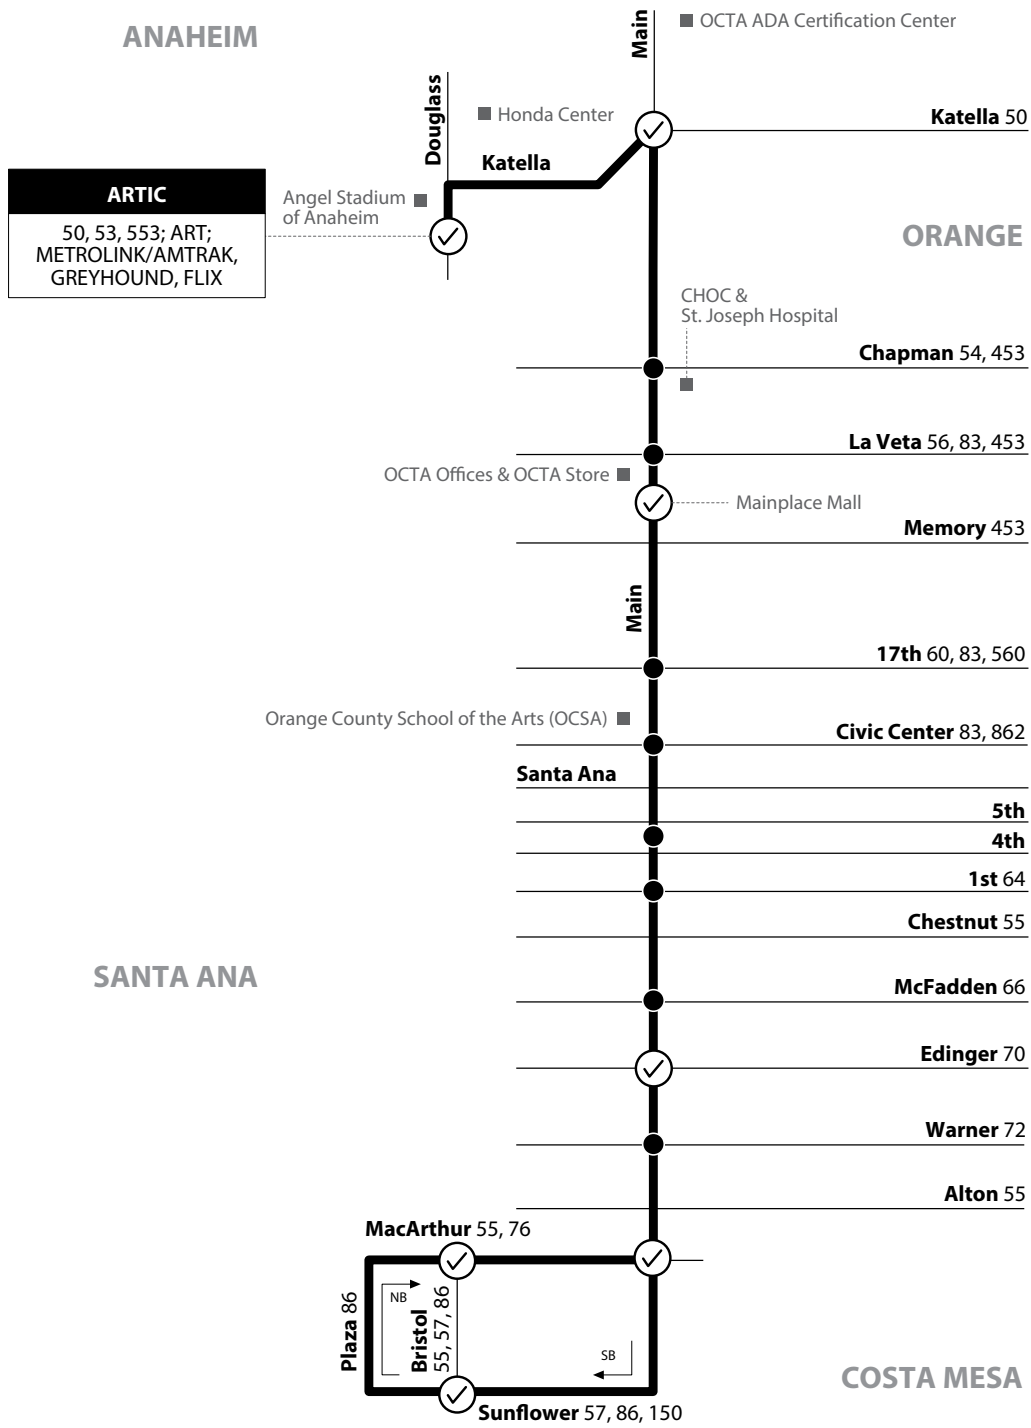 ANAHEIM
Main
OCTA ADA Certification Center
Douglass
Honda Center
Katella 50
Katella
ARTIC
50, 53, 553; ART;
METROLINK/AMTRAK,
GREYHOUND, FLIX
Angel Stadium
of Anaheim
ORANGE
CHOC &
St. Joseph Hospital
Chapman 54, 453
La Veta 56, 83, 453
OCTA Offices & OCTA Store
Mainplace Mall
Memory 453
Main
17th 60, 83, 560
Orange County School of the Arts (OCSA)
Civic Center 83, 862
Santa Ana
5th
4th
1st 64
Chestnut 55
SANTA ANA
McFadden 66
Edinger 70
Warner 72
Alton 55
MacArthur 55, 76
Plaza 86
NB
Bristol
55, 57, 86
SB
COSTA MESA
Sunflower 57, 86, 150